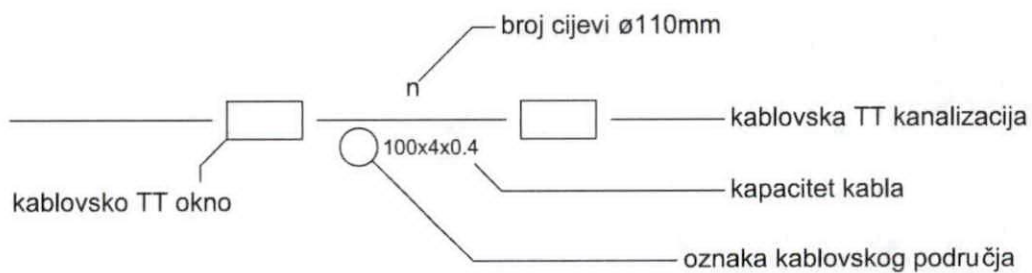 broj cijevi ø110mm
n
kablovska TT kanalizacija
100x4x0.4
kapacitet kabla
kablovsko TT okno
oznaka kablovskog područja